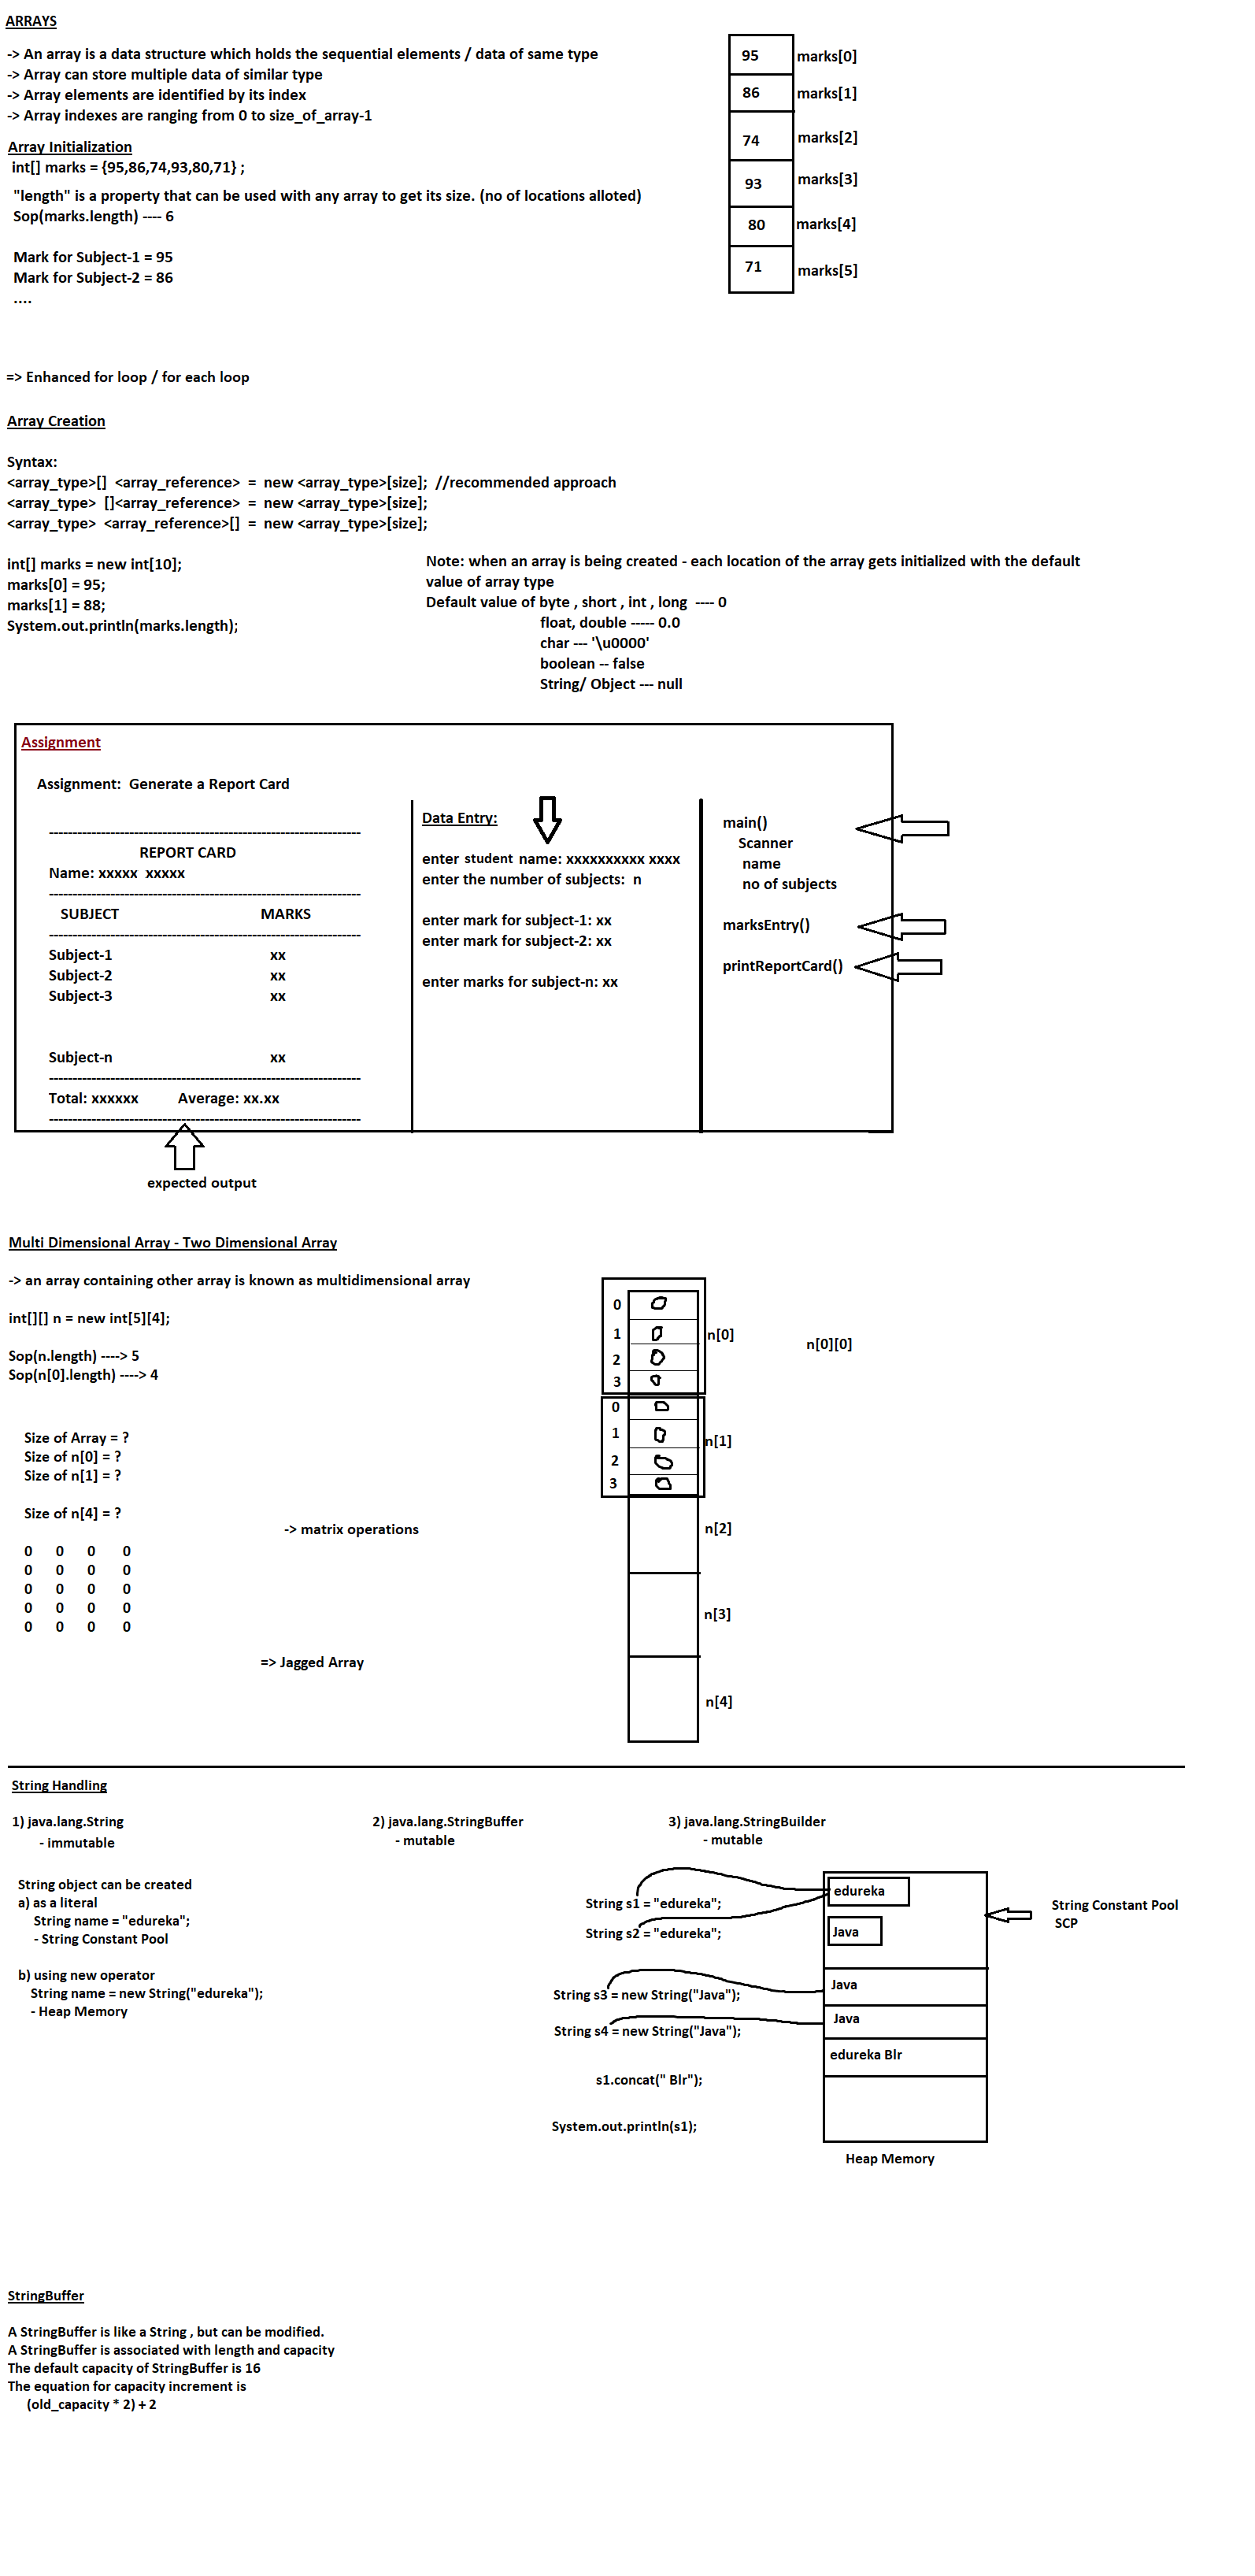 ARRAYS
-> An array is a data structure which holds the sequential elements / data of same type
-> Array can store multiple data of similar type
-> Array elements are identified by its index
-> Array indexes are ranging from 0 to size_of_array-1
Array Initialization
int[] marks = {95,86,74,93,80,71} ;
"length" is a property that can be used with any array to get its size. (no of locations alloted)
Sop(marks.length) ---- 6
Mark for Subject-1 = 95
Mark for Subject-2 = 86
....
95 marks[0]
86 marks[1]
74 marks[2]
93 marks[3]
80 marks[4]
71 marks[5]
=> Enhanced for loop / for each loop
Array Creation
Syntax:
<array_type>[]  <array_reference>  =  new <array_type>[size];  //recommended approach
<array_type>  []<array_reference>  =  new <array_type>[size];
<array_type>  <array_reference>[]  =  new <array_type>[size];
int[] marks = new int[10];
marks[0] = 95;
marks[1] = 88;
System.out.println(marks.length);
Note: when an array is being created - each location of the array gets initialized with the default
value of array type
Default value of byte , short , int , long  ---- 0
float, double ----- 0.0
char --- '\u0000'
boolean -- false
String/ Object --- null
Assignment
Assignment:  Generate a Report Card
------------------------------------------------------------------
REPORT CARD
Name: xxxxx  xxxxx
------------------------------------------------------------------
SUBJECT MARKS
------------------------------------------------------------------
Subject-1 xx
Subject-2 xx
Subject-3 xx
Subject-n xx
------------------------------------------------------------------
Total: xxxxxx Average: xx.xx
------------------------------------------------------------------
expected output
Data Entry:
enter student name: xxxxxxxxxx xxxx
enter the number of subjects:  n
enter mark for subject-1: xx
enter mark for subject-2: xx
enter marks for subject-n: xx
main()
Scanner
name
no of subjects
marksEntry()
printReportCard()
Multi Dimensional Array - Two Dimensional Array
-> an array containing other array is known as multidimensional array
int[][] n = new int[5][4];
Sop(n.length) ----> 5
Sop(n[0].length) ----> 4
Size of Array = ?
Size of n[0] = ?
Size of n[1] = ?
Size of n[4] = ?
0 0 0 0
0 0 0 0
0 0 0 0
0 0 0 0
0 0 0 0
-> matrix operations
=> Jagged Array
0 0
1 0
2 0
3 0
n[0]
n[0][0]
0 0
1 0
2 0
3 0
n[1]
n[2]
n[3]
n[4]
String Handling
1) java.lang.String
- immutable
2) java.lang.StringBuffer
- mutable
3) java.lang.StringBuilder
- mutable
String object can be created
a) as a literal
String name = "edureka";
- String Constant Pool
b) using new operator
String name = new String("edureka");
- Heap Memory
String s1 = "edureka";
String s2 = "edureka";
String s3 = new String("Java");
String s4 = new String("Java");
s1.concat(" Blr");
System.out.println(s1);
edureka
Java
Java
Java
edureka Blr
Heap Memory
String Constant Pool
SCP
StringBuffer
A StringBuffer is like a String , but can be modified.
A StringBuffer is associated with length and capacity
The default capacity of StringBuffer is 16
The equation for capacity increment is
(old_capacity * 2) + 2